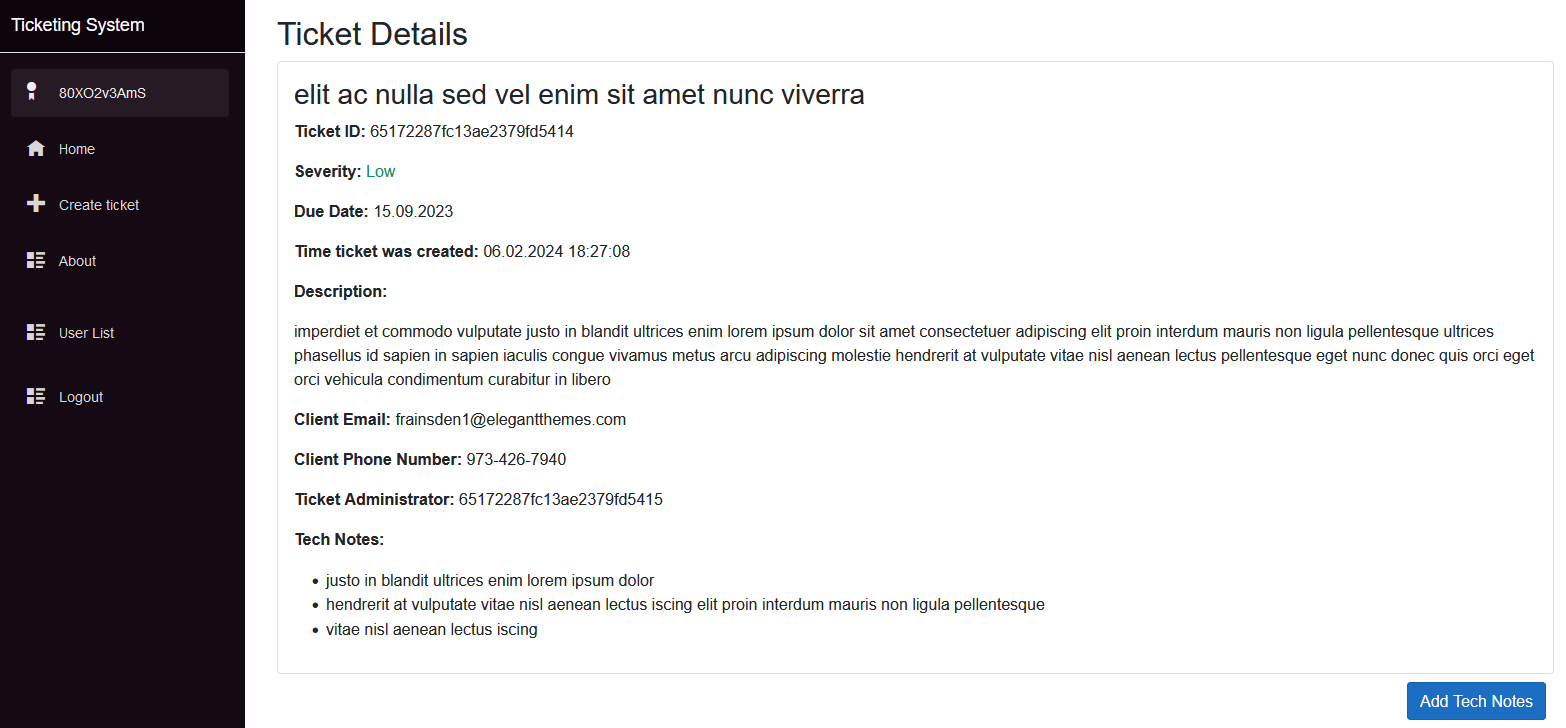 Ticketing System
80XO2v3AmS
Home
Create ticket
About
User List
Logout
Ticket Details
elit ac nulla sed vel enim sit amet nunc viverra
Ticket ID: 65172287fc13ae2379fd5414
Severity: Low
Due Date: 15.09.2023
Time ticket was created: 06.02.2024 18:27:08
Description:
imperdiet et commodo vulputate justo in blandit ultrices enim lorem ipsum dolor sit amet consectetuer adipiscing elit proin interdum mauris non ligula pellentesque ultrices
phasellus id sapien in sapien iaculis congue vivamus metus arcu adipiscing molestie hendrerit at vulputate vitae nisl aenean lectus pellentesque eget nunc donec quis orci eget
orci vehicula condimentum curabitur in libero
Client Email: frainsden1@elegantthemes.com
Client Phone Number: 973-426-7940
Ticket Administrator: 65172287fc13ae2379fd5415
Tech Notes:
• justo in blandit ultrices enim lorem ipsum dolor
• hendrerit at vulputate vitae nisl aenean lectus iscing elit proin interdum mauris non ligula pellentesque
• vitae nisl aenean lectus iscing
Add Tech Notes